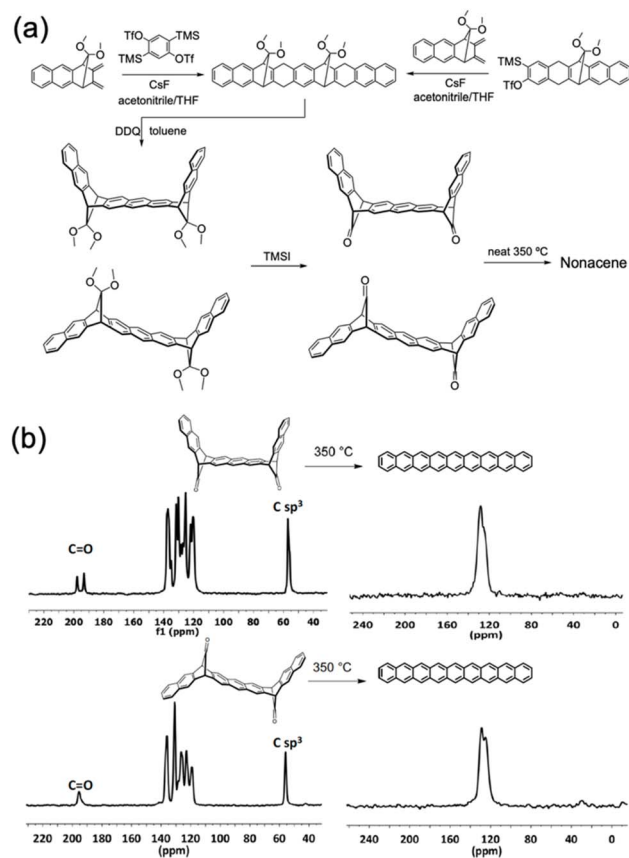 (a)
TfO TMS
TMS OTf
CsF
acetonitrile/THF
O O
O O
O O
O O
CsF
acetonitrile/THF
O O
TMS
TfO
DDQ toluene
O O
O O
O O
TMSI
neat 350 ºC
Nonacene
O O
O O
O
O
(b)
350 °C
C=O
C sp3
220 200 180 160 140 120 100 80 60 40
f1 (ppm)
240 200 160 120 80 40 0
(ppm)
O
350 °C
O
C=O
C sp3
220 200 180 160 140 120 100 80 60 40
(ppm)
240 200 160 120 80 40 0
(ppm)